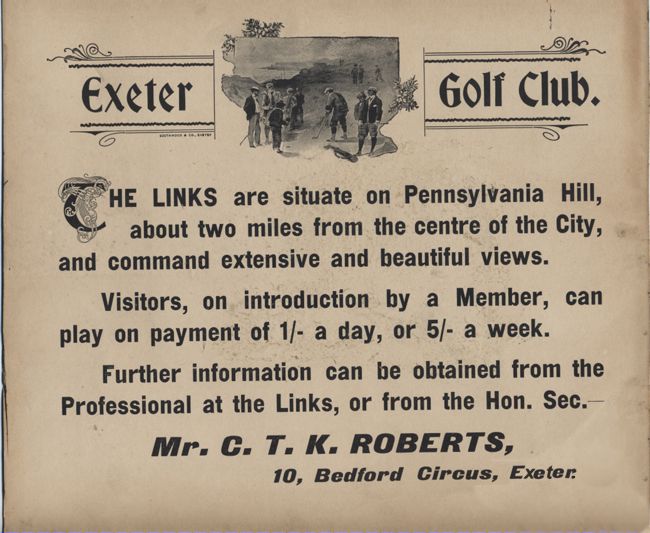 Exeter Golf Club.
SOUTHWOOD & CO., EXETER
THE LINKS are situate on Pennsylvania Hill,
about two miles from the centre of the City,
and command extensive and beautiful views.
Visitors, on introduction by a Member, can
play on payment of 1/- a day, or 5/- a week.
Further information can be obtained from the
Professional at the Links, or from the Hon. Sec.—
Mr. C. T. K. ROBERTS,
10, Bedford Circus, Exeter.